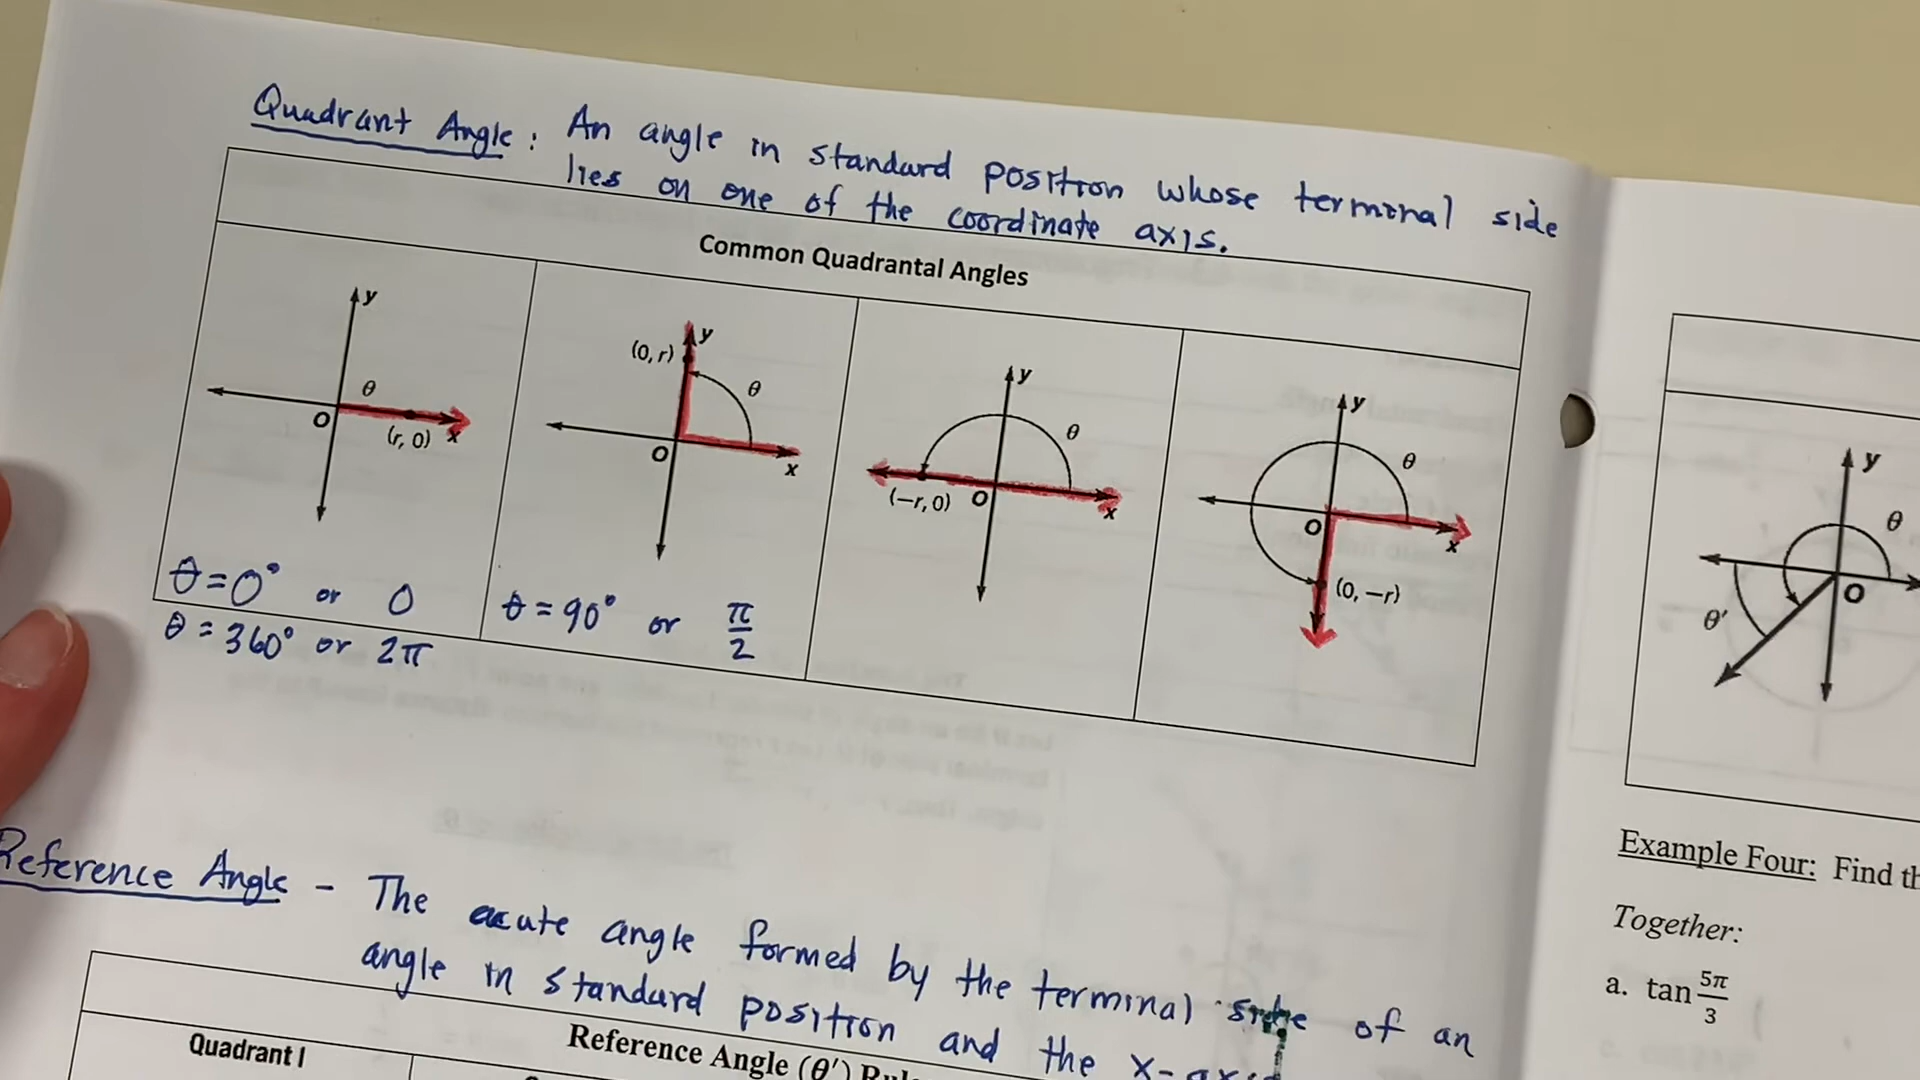 Quadrant Angle: An angle in standard position whose terminal side
lies on one of the coordinate axis.
Common Quadrantal Angles
y
θ
O
(r, 0)
x
θ = 0° or 0
θ = 360° or 2π
y
(0, r)
θ
O
x
θ = 90° or π/2
y
θ
(−r, 0)
O
x
y
θ
O
x
(0, −r)
Reference Angle - The acute angle formed by the terminal side of an
angle in standard position and the x-axis
Quadrant I
Reference Angle (θ′)
y
θ
O
θ′
Example Four: Find
Together:
a. tan 5π/3